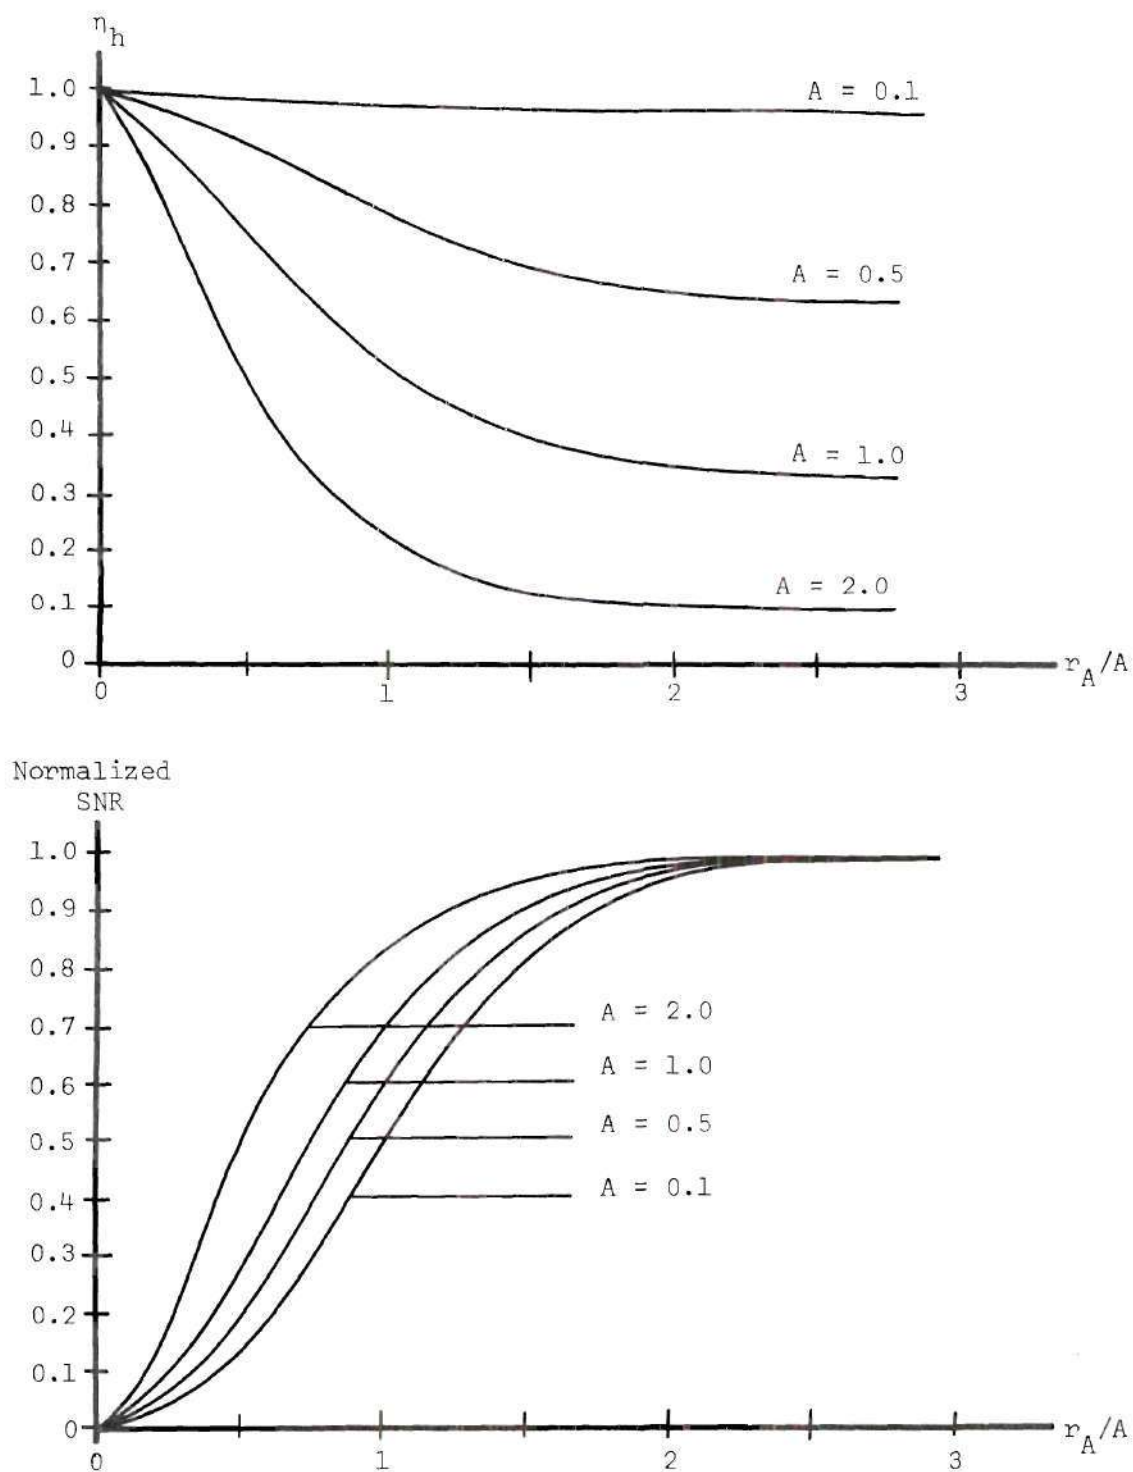 η_h
1.0
A = 0.1
0.9
0.8
0.7
A = 0.5
0.6
0.5
0.4
A = 1.0
0.3
0.2
A = 2.0
0.1
0
r_A/A
0 1 2 3
Normalized
SNR
1.0
0.9
0.8
0.7
A = 2.0
0.6
A = 1.0
0.5
A = 0.5
0.4
A = 0.1
0.3
0.2
0.1
0
r_A/A
0 1 2 3